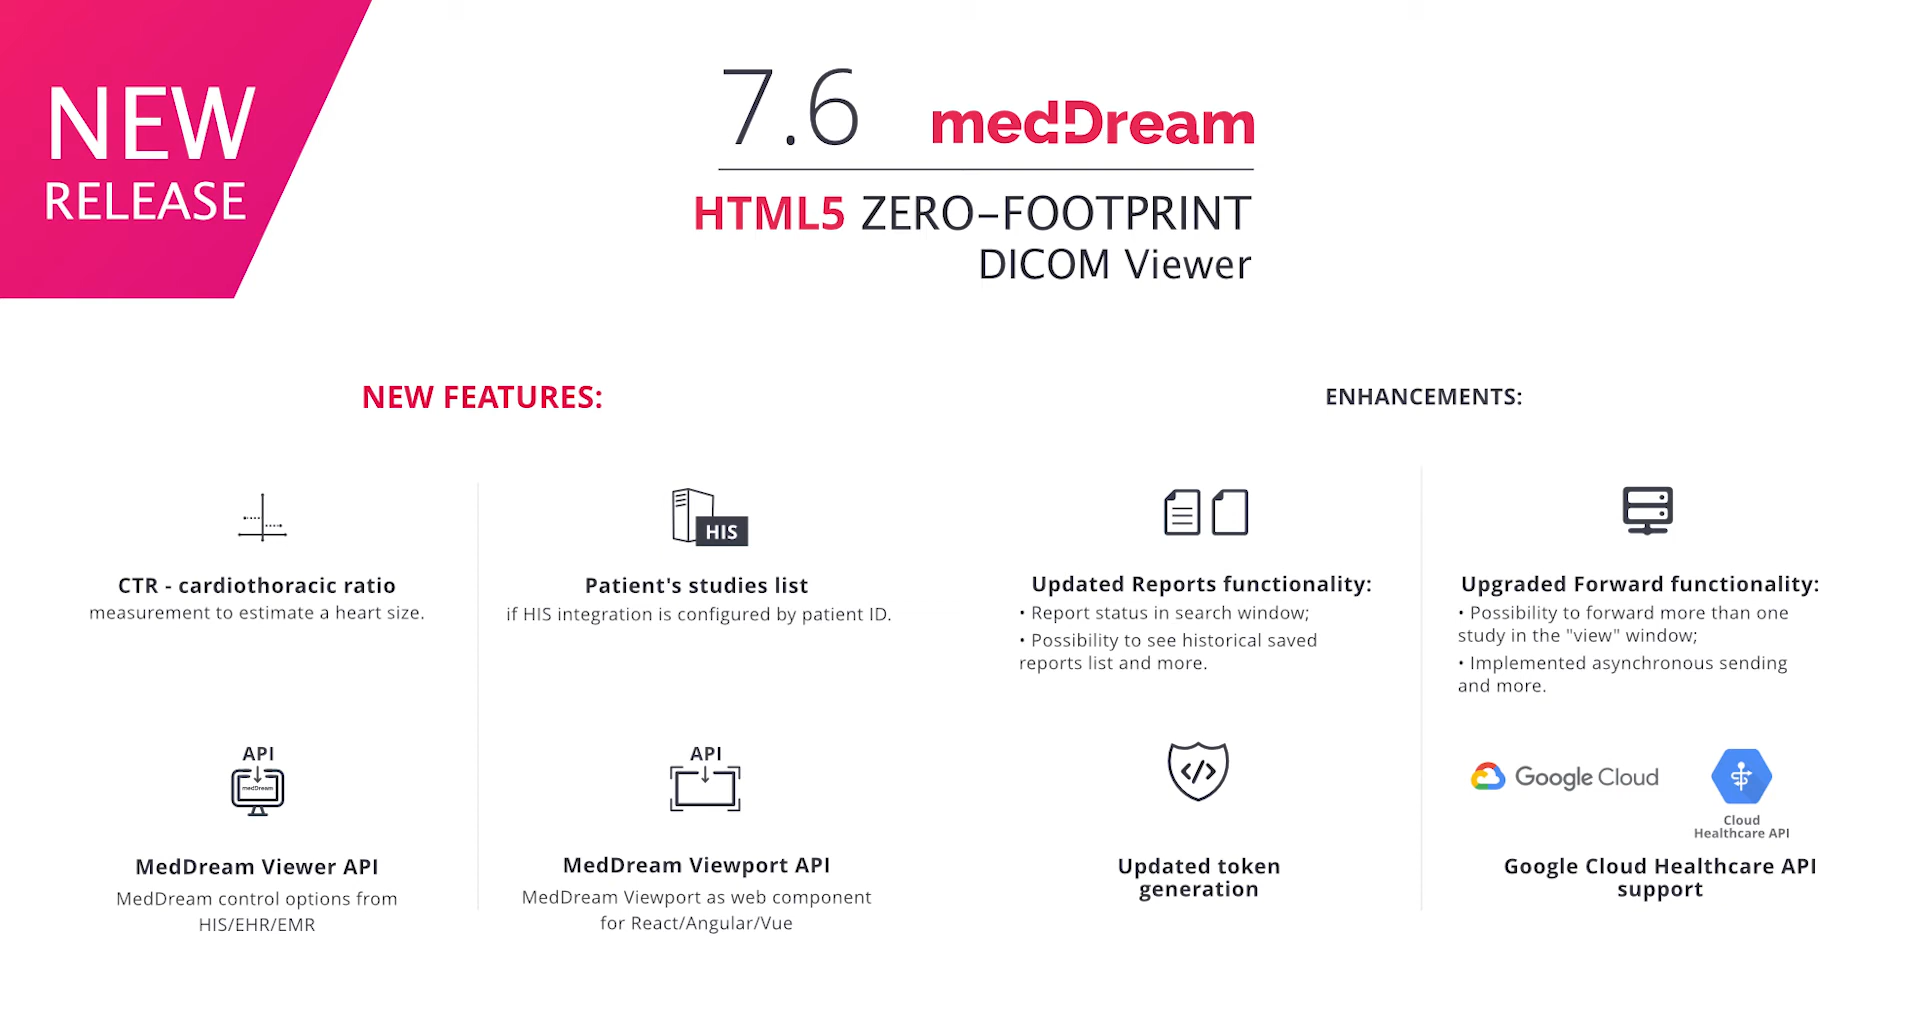 NEW
RELEASE
7.6 medDream
HTML5 ZERO-FOOTPRINT
DICOM Viewer
NEW FEATURES:
CTR - cardiothoracic ratio
measurement to estimate a heart size.
HIS
Patient's studies list
if HIS integration is configured by patient ID.
API
medDream
MedDream Viewer API
MedDream control options from
HIS/EHR/EMR
API
MedDream Viewport API
MedDream Viewport as web component
for React/Angular/Vue
ENHANCEMENTS:
Updated Reports functionality:
• Report status in search window;
• Possibility to see historical saved
reports list and more.
Upgraded Forward functionality:
• Possibility to forward more than one
study in the "view" window;
• Implemented asynchronous sending
and more.
</>
Updated token
generation
Google Cloud
Cloud
Healthcare API
Google Cloud Healthcare API
support